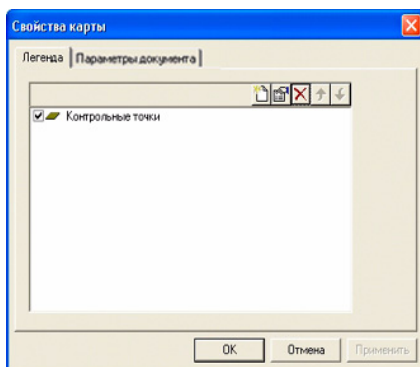 Свойства карты
Легенда Параметры документа
Контрольные точки
OK Отмена Применить